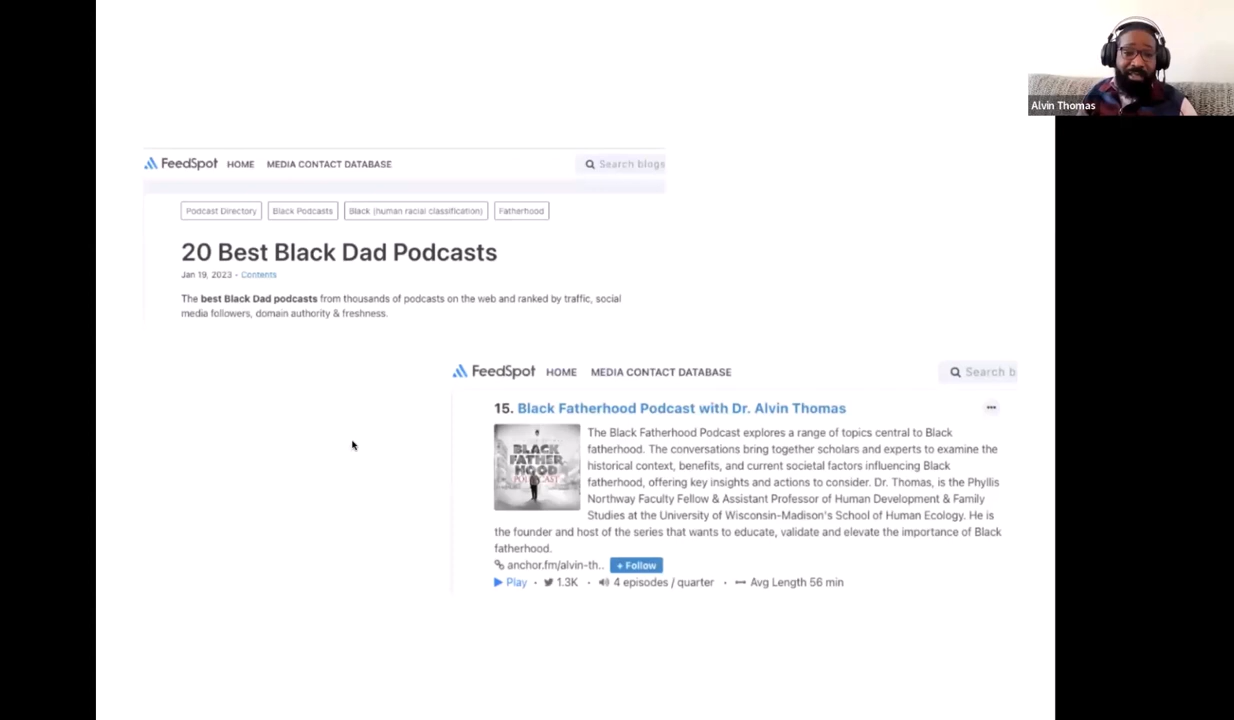 Alvin Thomas
FeedSpot HOME MEDIA CONTACT DATABASE Search blogs
Podcast Directory Black Podcasts Black (human racial classification) Fatherhood
20 Best Black Dad Podcasts
Jan 19, 2023 - Contents
The best Black Dad podcasts from thousands of podcasts on the web and ranked by traffic, social
media followers, domain authority & freshness.
FeedSpot HOME MEDIA CONTACT DATABASE Search b
15. Black Fatherhood Podcast with Dr. Alvin Thomas
BLACK
FATHER
HOOD
PODCAST
The Black Fatherhood Podcast explores a range of topics central to Black
fatherhood. The conversations bring together scholars and experts to examine the
historical context, benefits, and current societal factors influencing Black
fatherhood, offering key insights and actions to consider. Dr. Thomas, is the Phyllis
Northway Faculty Fellow & Assistant Professor of Human Development & Family
Studies at the University of Wisconsin-Madison's School of Human Ecology. He is
the founder and host of the series that wants to educate, validate and elevate the importance of Black
fatherhood.
anchor.fm/alvin-th.. + Follow
Play · 1.3K · 4 episodes / quarter · Avg Length 56 min